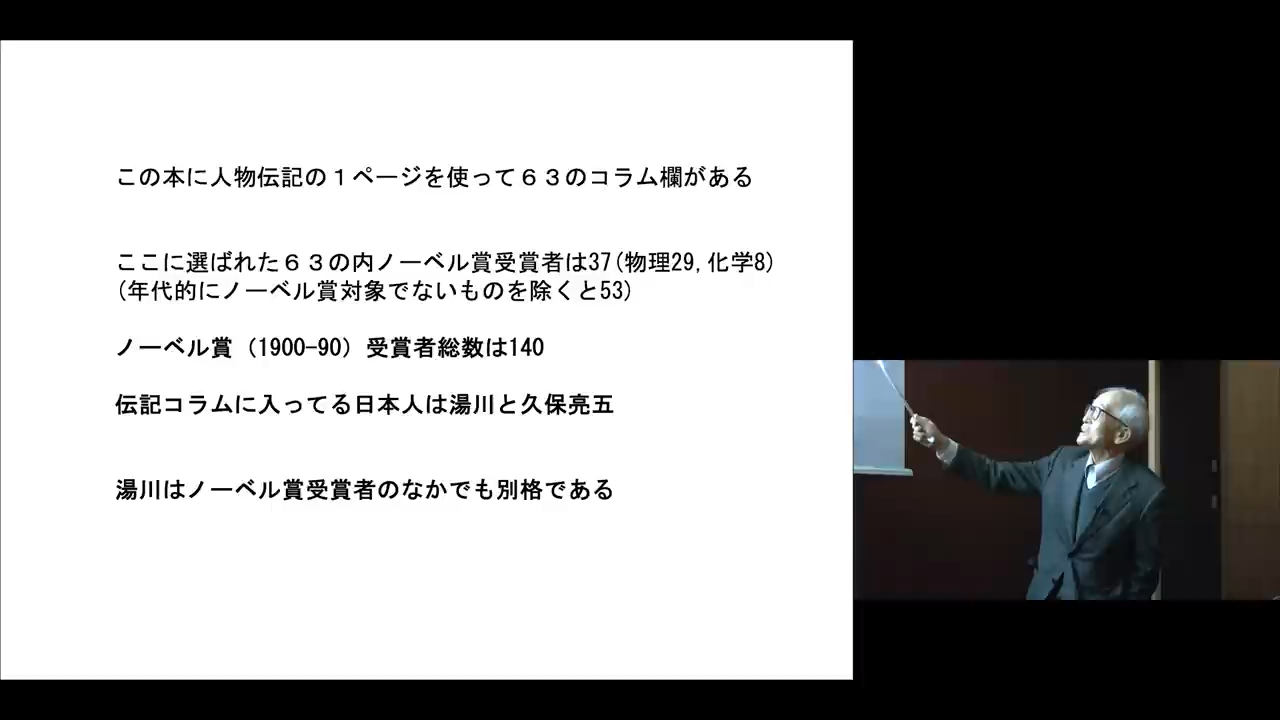 この本に人物伝記の１ページを使って６３のコラム欄がある
ここに選ばれた６３の内ノーベル賞受賞者は37(物理29,化学8)
(年代的にノーベル賞対象でないものを除くと53)
ノーベル賞（1900-90）受賞者総数は140
伝記コラムに入ってる日本人は湯川と久保亮五
湯川はノーベル賞受賞者のなかでも別格である